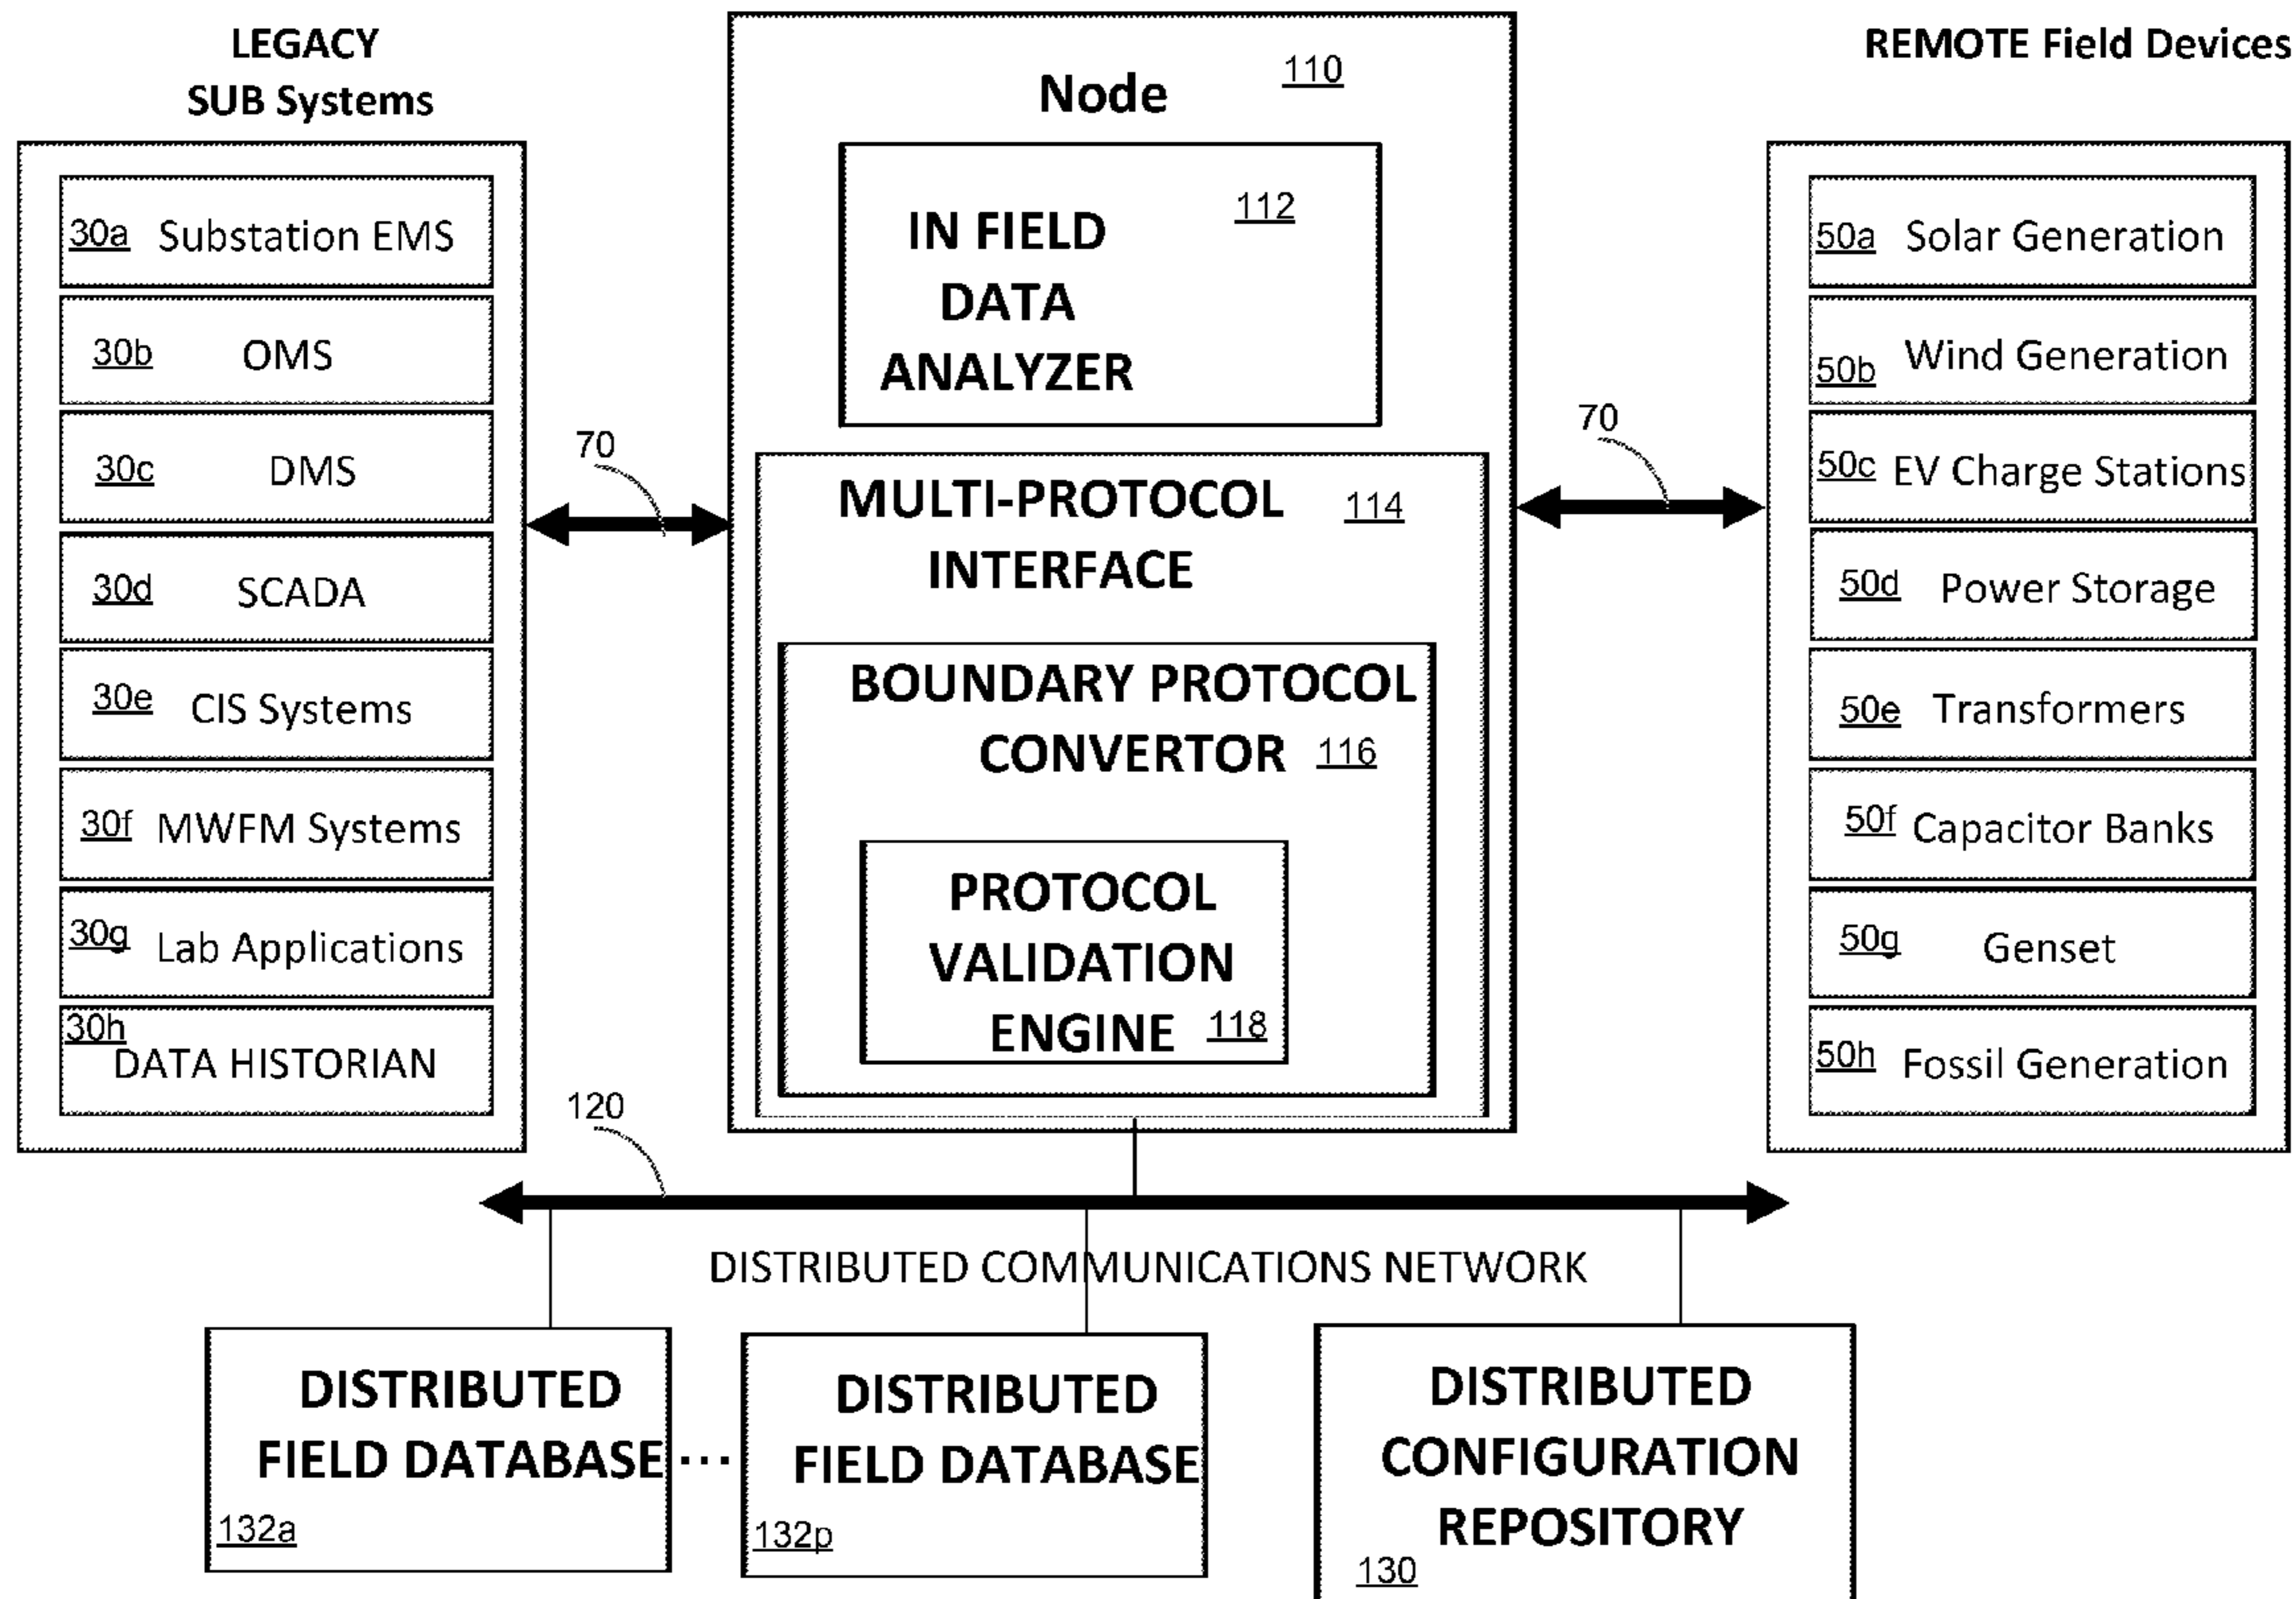 LEGACY
SUB Systems
30a Substation EMS
30b OMS
30c DMS
30d SCADA
30e CIS Systems
30f MWFM Systems
30g Lab Applications
30h
DATA HISTORIAN
70
Node 110
IN FIELD 112
DATA
ANALYZER
MULTI-PROTOCOL 114
INTERFACE
BOUNDARY PROTOCOL
CONVERTOR 116
PROTOCOL
VALIDATION
ENGINE 118
70
REMOTE Field Devices
50a Solar Generation
50b Wind Generation
50c EV Charge Stations
50d Power Storage
50e Transformers
50f Capacitor Banks
50g Genset
50h Fossil Generation
120
DISTRIBUTED COMMUNICATIONS NETWORK
DISTRIBUTED
FIELD DATABASE
132a
...
DISTRIBUTED
FIELD DATABASE
132p
DISTRIBUTED
CONFIGURATION
REPOSITORY
130